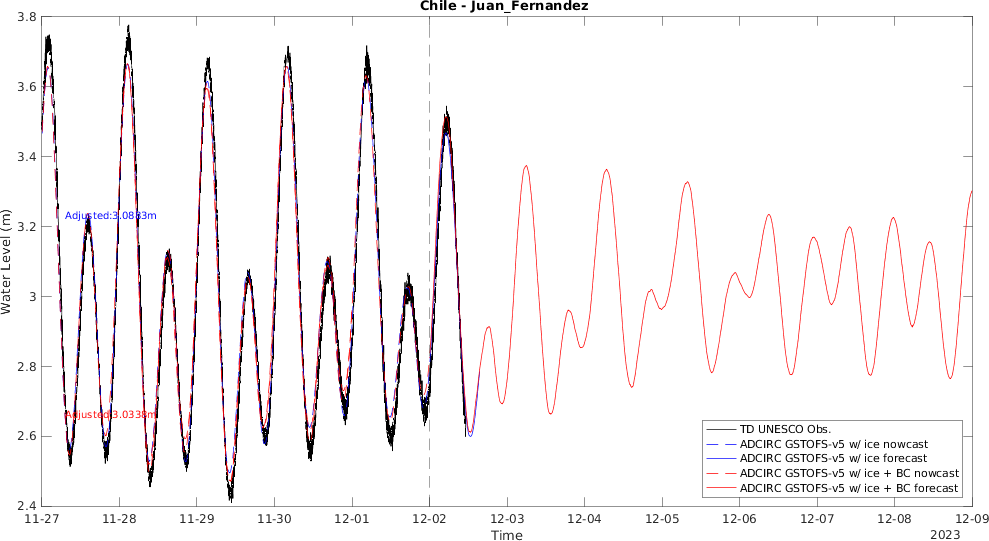 Chile - Juan_Fernandez
3.8
3.6
3.4
3.2
3
2.8
2.6
2.4
Water Level (m)
Adjusted:3.0883m
Adjusted:3.0338m
TD UNESCO Obs.
ADCIRC GSTOFS-v5 w/ ice nowcast
ADCIRC GSTOFS-v5 w/ ice forecast
ADCIRC GSTOFS-v5 w/ ice + BC nowcast
ADCIRC GSTOFS-v5 w/ ice + BC forecast
11-27 11-28 11-29 11-30 12-01 12-02 12-03 12-04 12-05 12-06 12-07 12-08 12-09
Time
2023